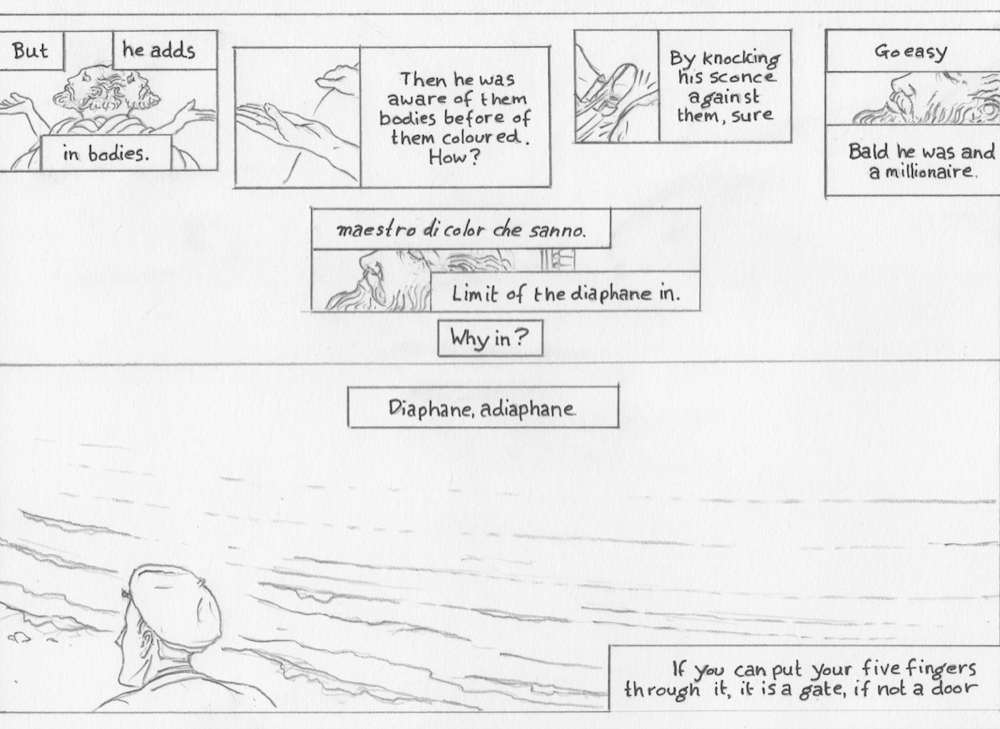 But
he adds
in bodies.
Then he was
aware of them
bodies before of
them coloured.
How?
By knocking
his sconce
against
them, sure
Go easy
Bald he was and
a millionaire.
maestro di color che sanno.
Limit of the diaphane in.
Why in?
Diaphane, adiaphane
If you can put your five fingers
through it, it is a gate, if not a door